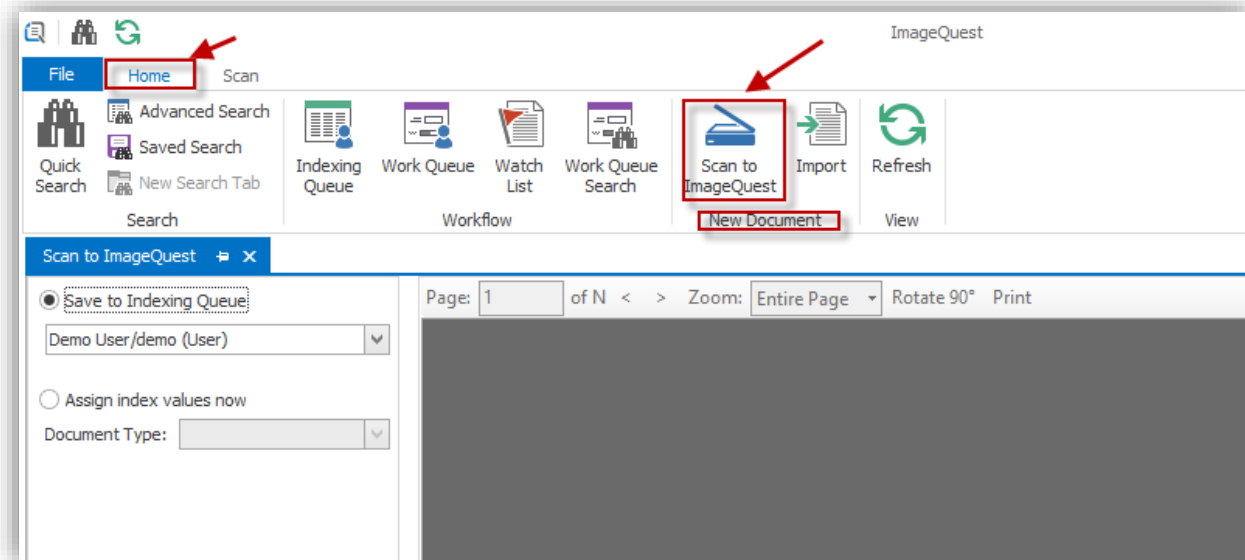 ImageQuest
File Home Scan
Quick Search
Advanced Search
Saved Search
New Search Tab
Search
Indexing Queue
Work Queue
Watch List
Work Queue Search
Workflow
Scan to ImageQuest
Import
New Document
Refresh
View
Scan to ImageQuest
Save to Indexing Queue
Demo User/demo (User)
Assign index values now
Document Type:
Page: 1 of N < > Zoom: Entire Page Rotate 90° Print